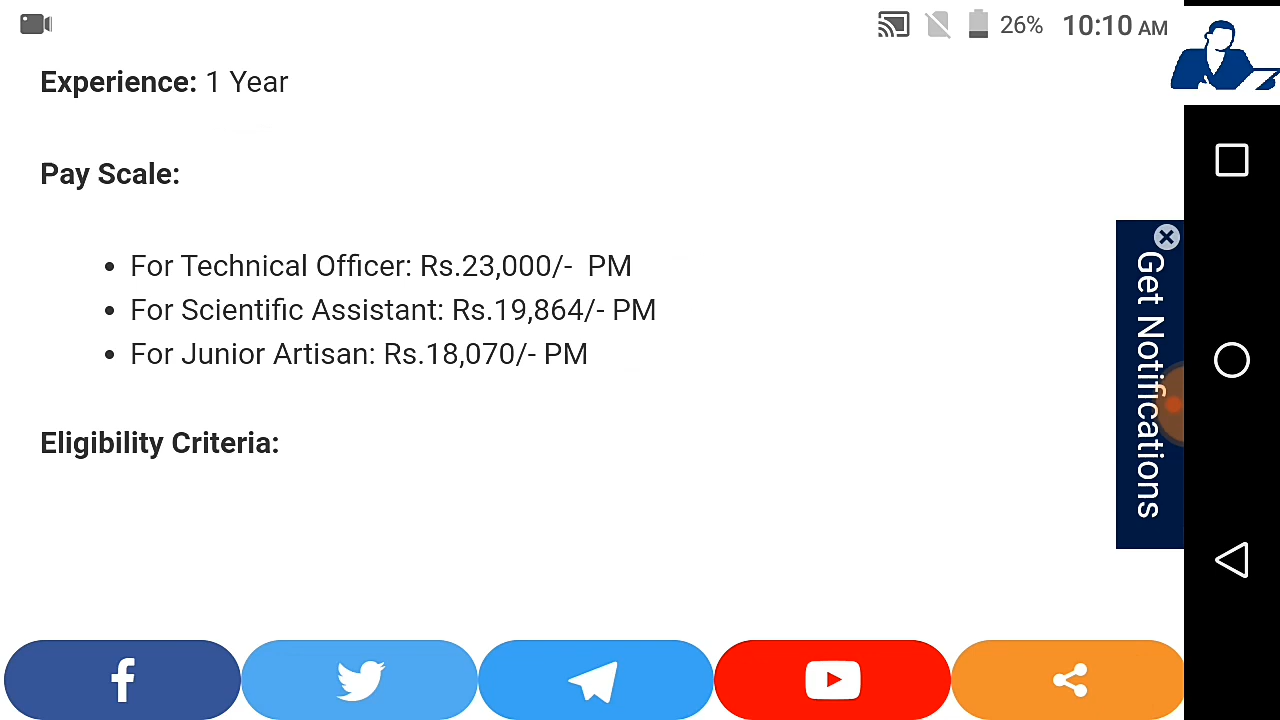 26% 10:10 AM
Experience: 1 Year
Pay Scale:
• For Technical Officer: Rs.23,000/-  PM
• For Scientific Assistant: Rs.19,864/- PM
• For Junior Artisan: Rs.18,070/- PM
Eligibility Criteria:
Get Notifications